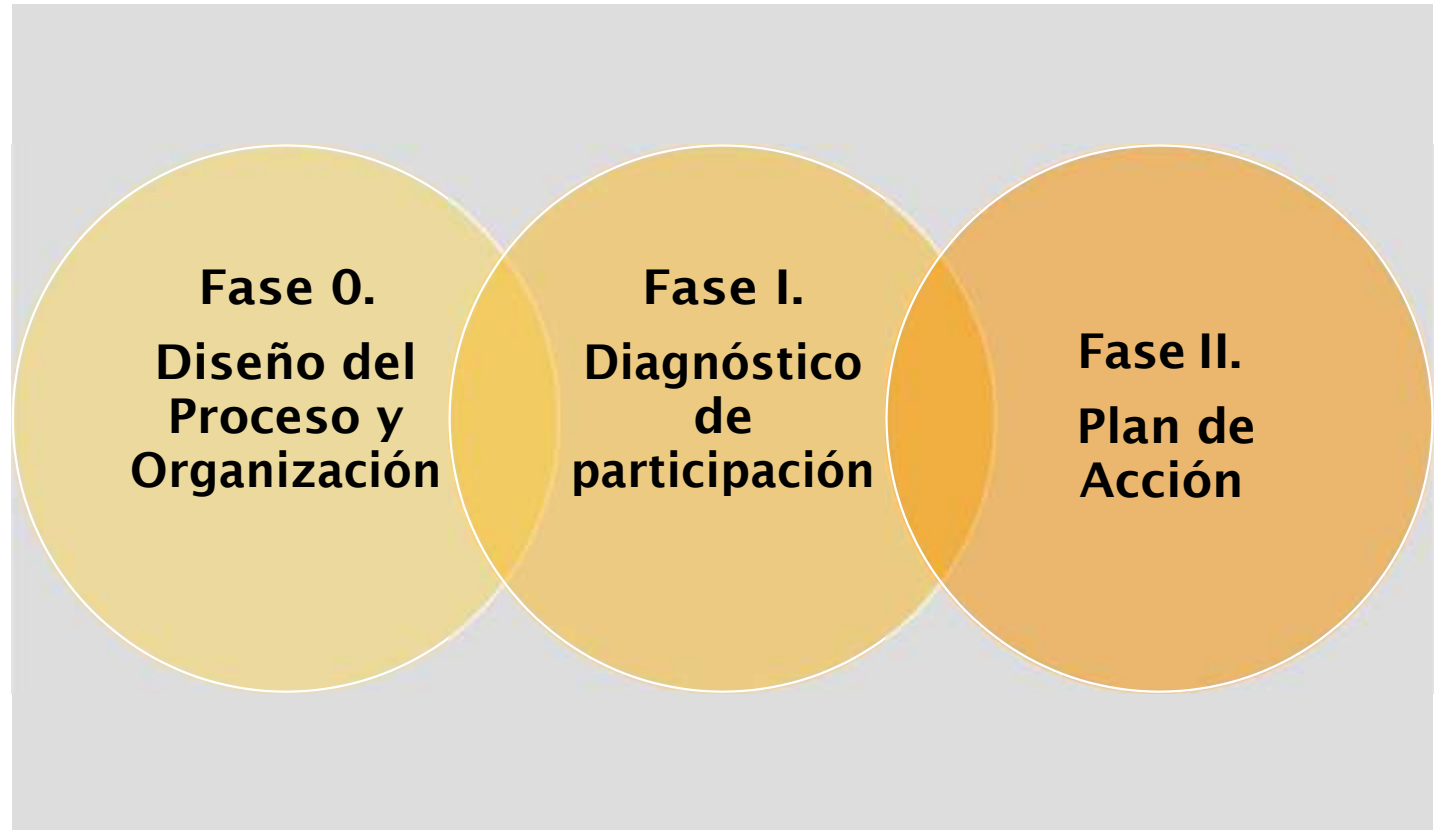 Fase 0.
Diseño del
Proceso y
Organización
Fase I.
Diagnóstico
de
participación
Fase II.
Plan de
Acción